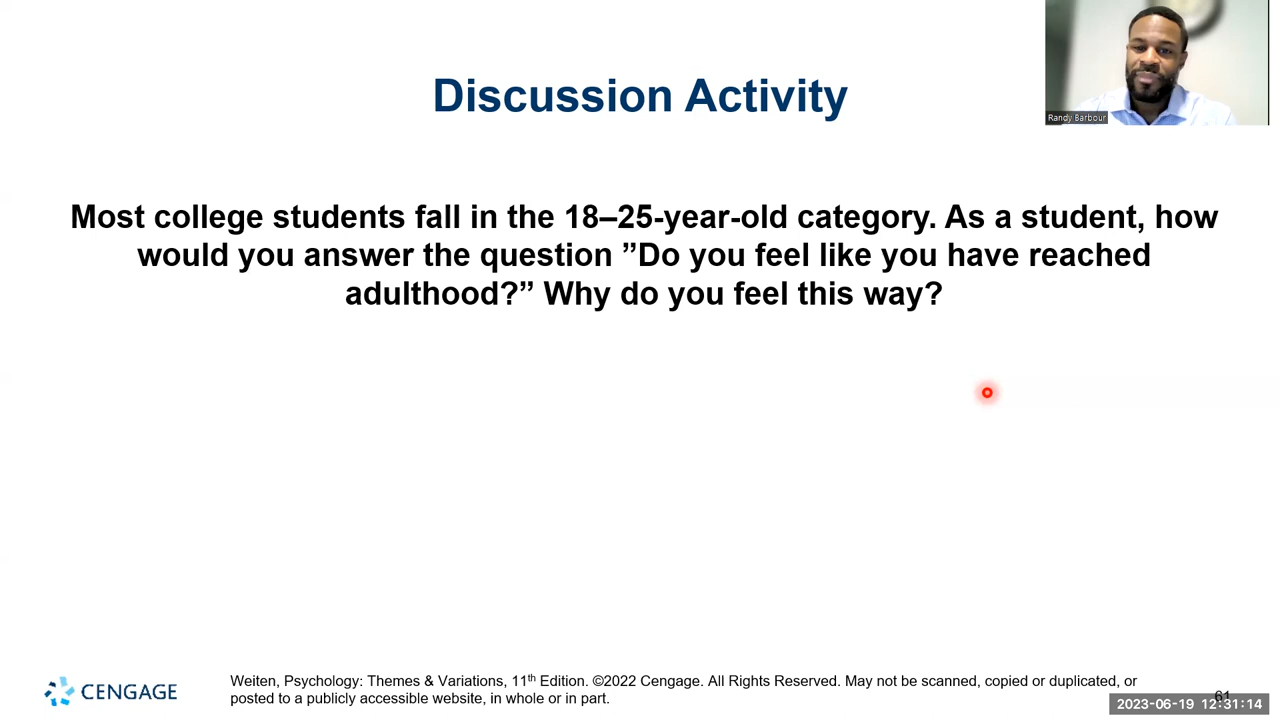 Discussion Activity
Randy Barbour
Most college students fall in the 18–25-year-old category. As a student, how
would you answer the question ”Do you feel like you have reached
adulthood?” Why do you feel this way?
CENGAGE
Weiten, Psychology: Themes & Variations, 11th Edition. ©2022 Cengage. All Rights Reserved. May not be scanned, copied or duplicated, or
posted to a publicly accessible website, in whole or in part.
61
2023-06-19 12:31:14